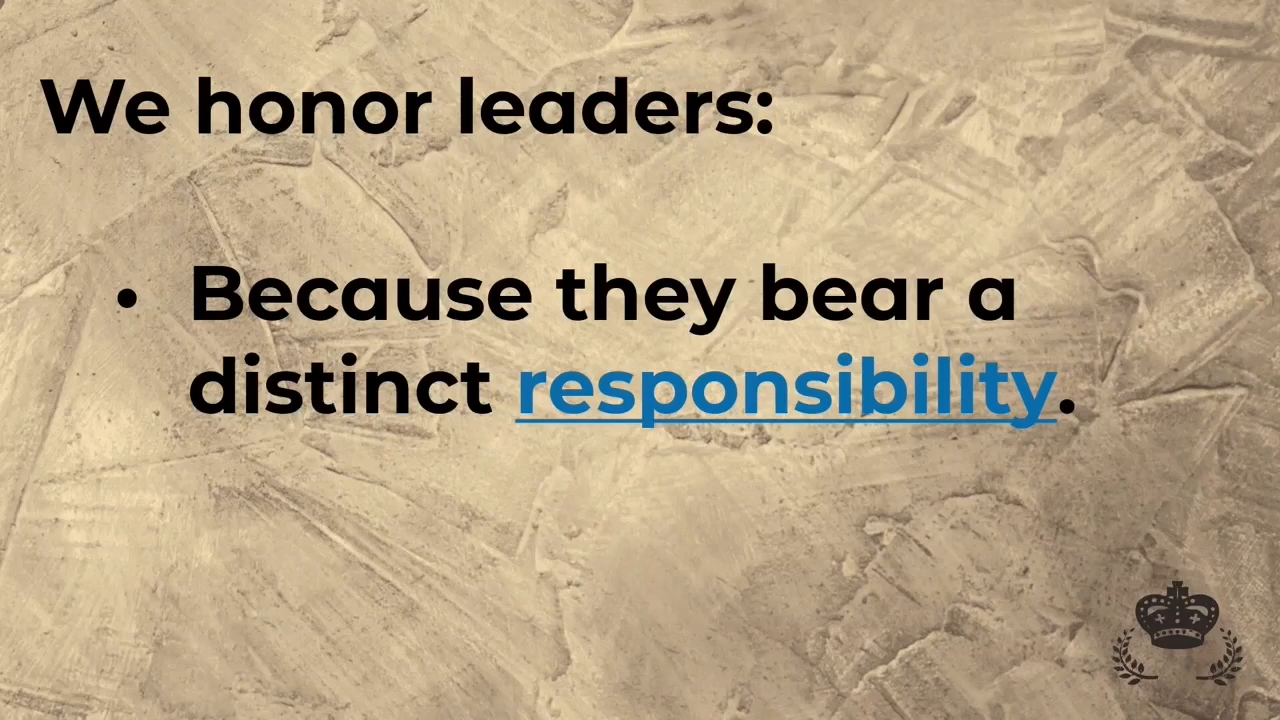 We honor leaders:
• Because they bear a
distinct responsibility.